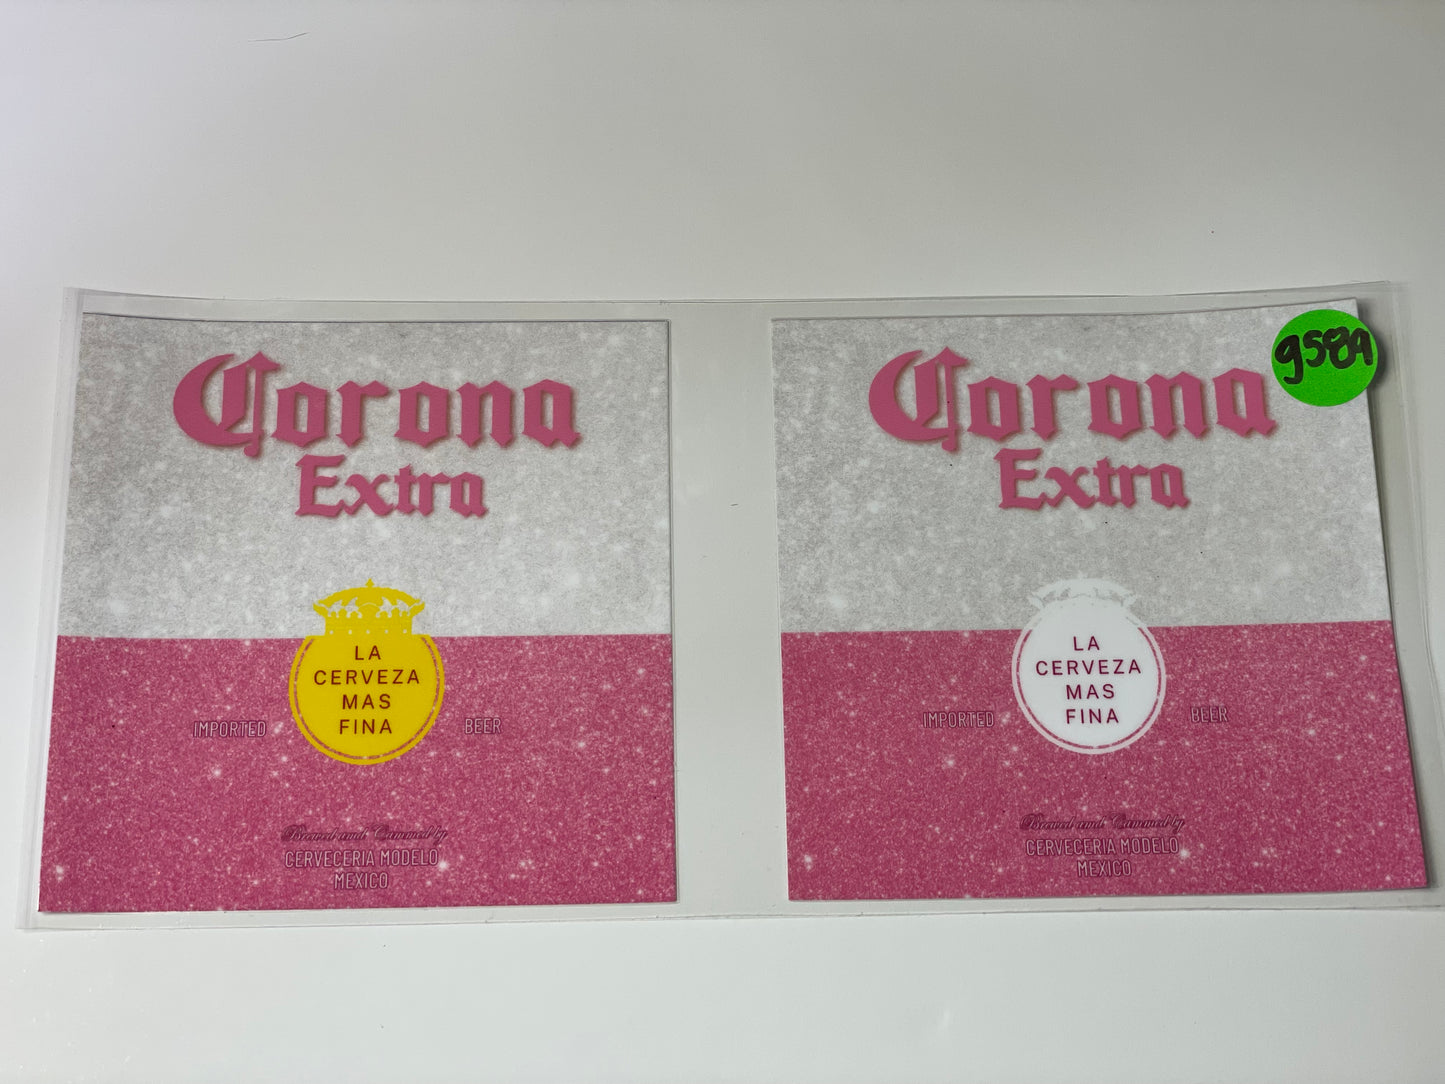 Corona
Extra
LA
CERVEZA
MAS
FINA
IMPORTED
BEER
Brewed and Canned by
CERVECERIA MODELO
MEXICO
g589
Corona
Extra
LA
CERVEZA
MAS
FINA
IMPORTED
BEER
Brewed and Canned by
CERVECERIA MODELO
MEXICO